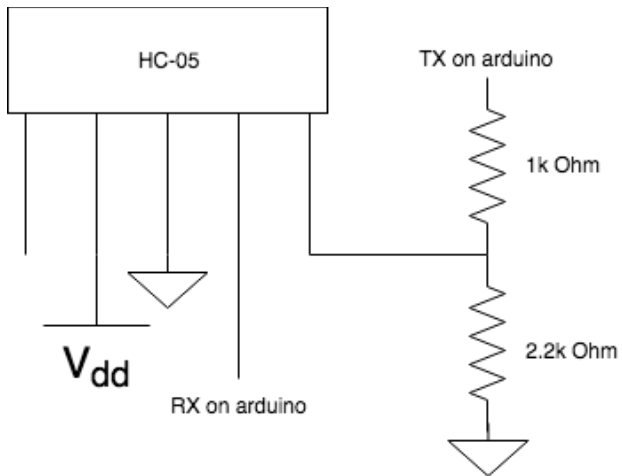 HC-05
TX on arduino
1k Ohm
2.2k Ohm
Vdd
RX on arduino